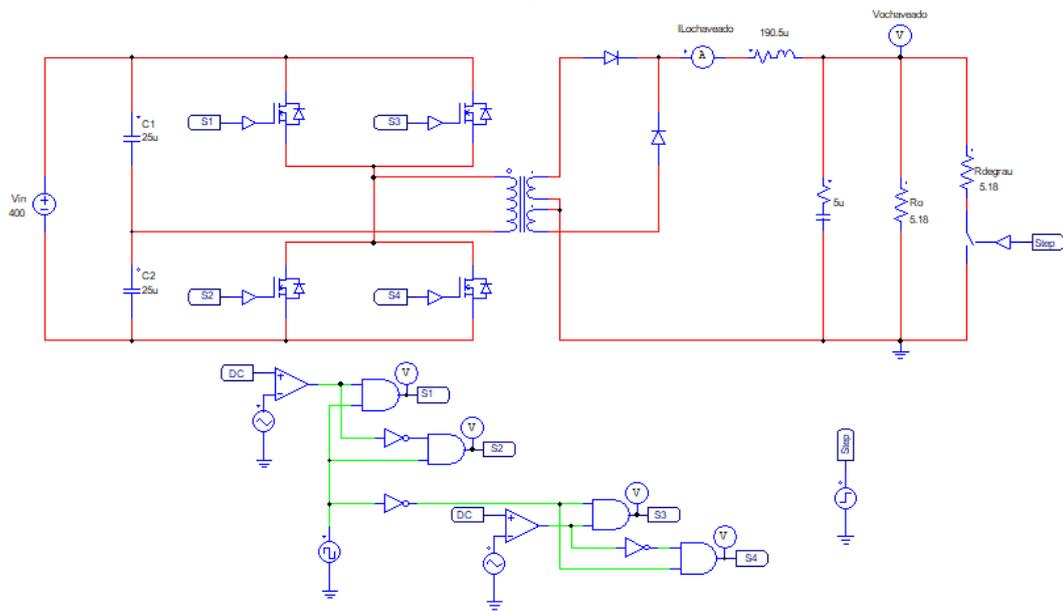 ILochaveado
190.5u
Vochaveado
V
A
S1
S3
C1
25u
Vin
400
Rdegrau
5.18
5u
Ro
5.18
Step
C2
25u
S2
S4
DC
V
S1
V
S2
Step
V
DC
S3
V
S4